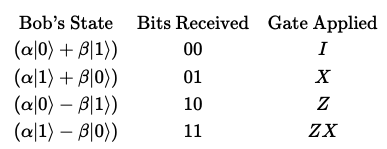 Bob's State Bits Received Gate Applied
(α|0⟩ + β|1⟩) 00 I
(α|1⟩ + β|0⟩) 01 X
(α|0⟩ − β|1⟩) 10 Z
(α|1⟩ − β|0⟩) 11 ZX